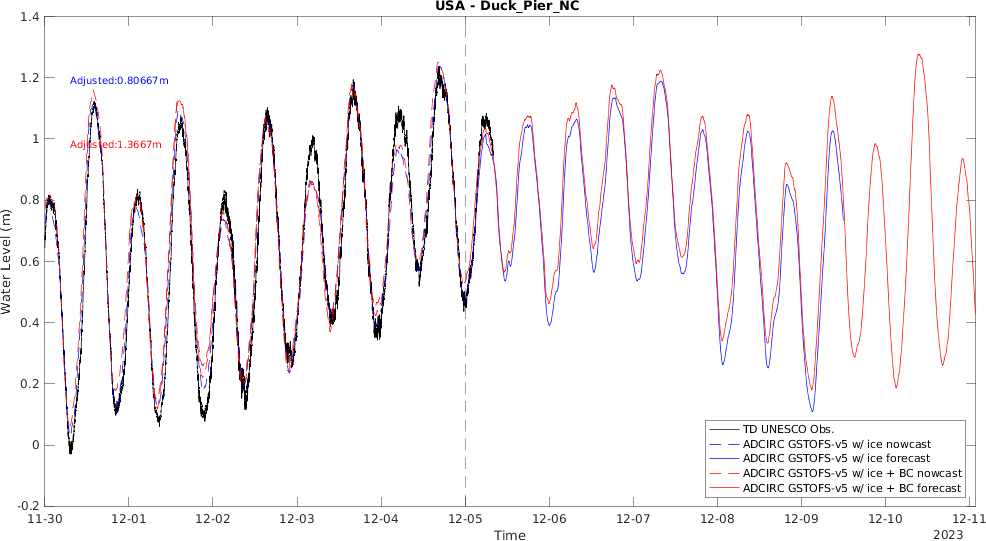 USA - Duck_Pier_NC
1.4
1.2
1
0.8
0.6
0.4
0.2
0
-0.2
Water Level (m)
Adjusted:0.80667m
Adjusted:1.3667m
TD UNESCO Obs.
ADCIRC GSTOFS-v5 w/ ice nowcast
ADCIRC GSTOFS-v5 w/ ice forecast
ADCIRC GSTOFS-v5 w/ ice + BC nowcast
ADCIRC GSTOFS-v5 w/ ice + BC forecast
11-30 12-01 12-02 12-03 12-04 12-05 12-06 12-07 12-08 12-09 12-10 12-11
Time
2023